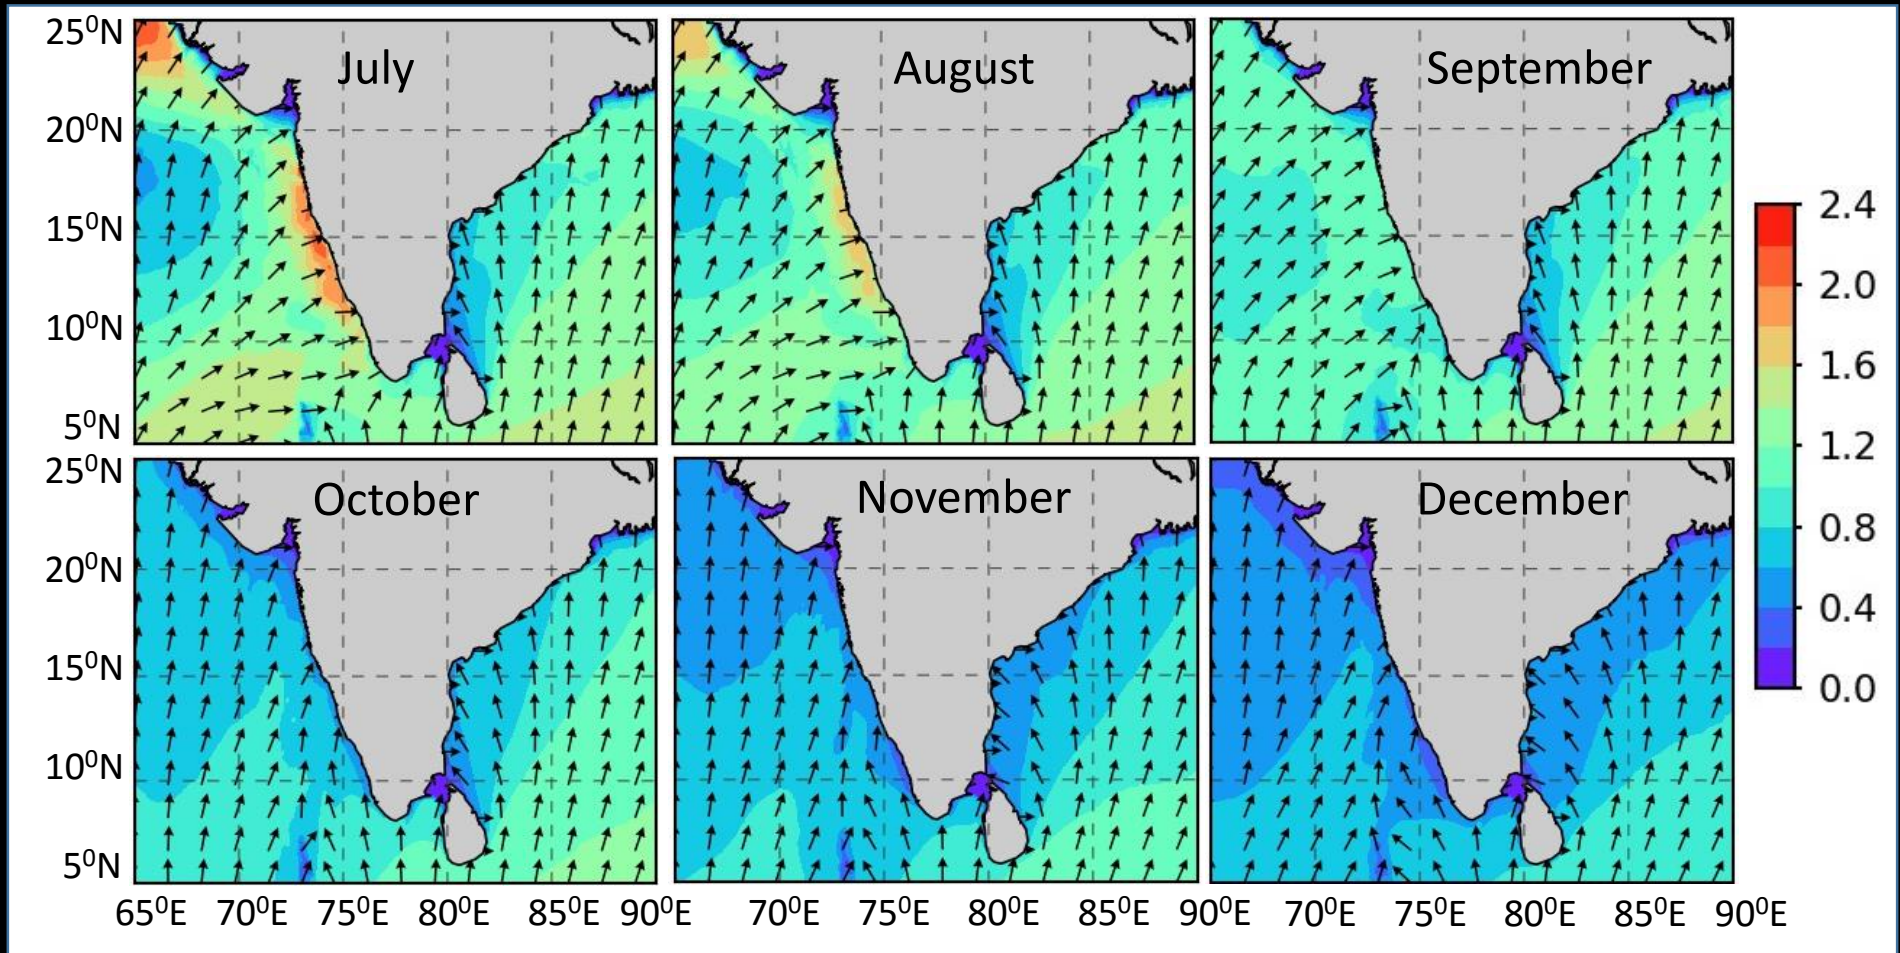 25⁰N
20⁰N
15⁰N
10⁰N
5⁰N
July
August
September
25⁰N
20⁰N
15⁰N
10⁰N
5⁰N
October
November
December
65⁰E 70⁰E 75⁰E 80⁰E 85⁰E 90⁰E 70⁰E 75⁰E 80⁰E 85⁰E 90⁰E 70⁰E 75⁰E 80⁰E 85⁰E 90⁰E
2.4
2.0
1.6
1.2
0.8
0.4
0.0